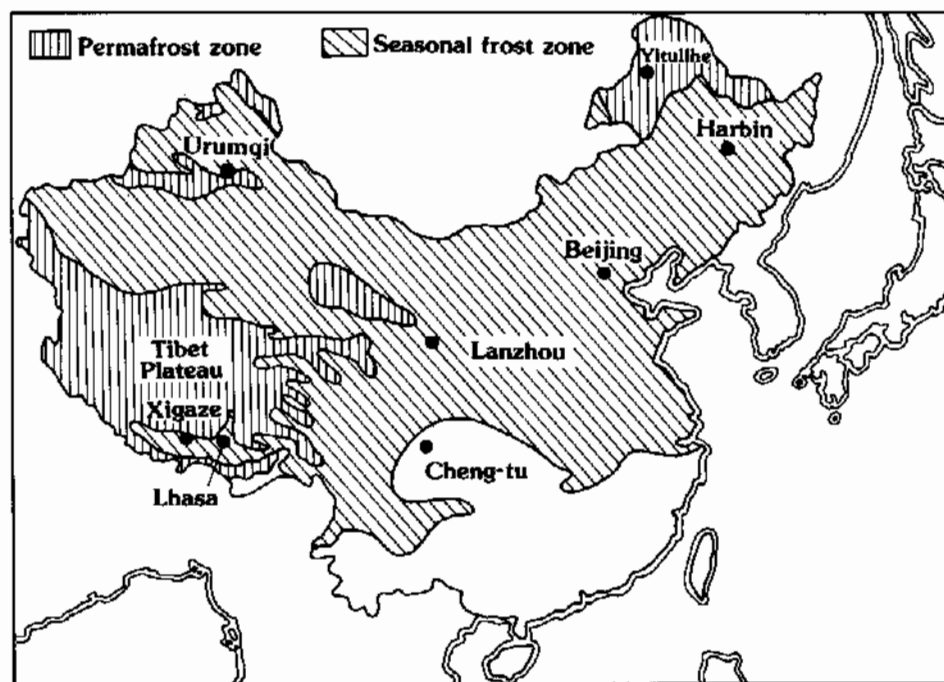 Permafrost zone
Seasonal frost zone
Yitulihe
Harbin
Urumqi
Beijing
Lanzhou
Tibet
Plateau
Xigaze
Cheng-tu
Lhasa